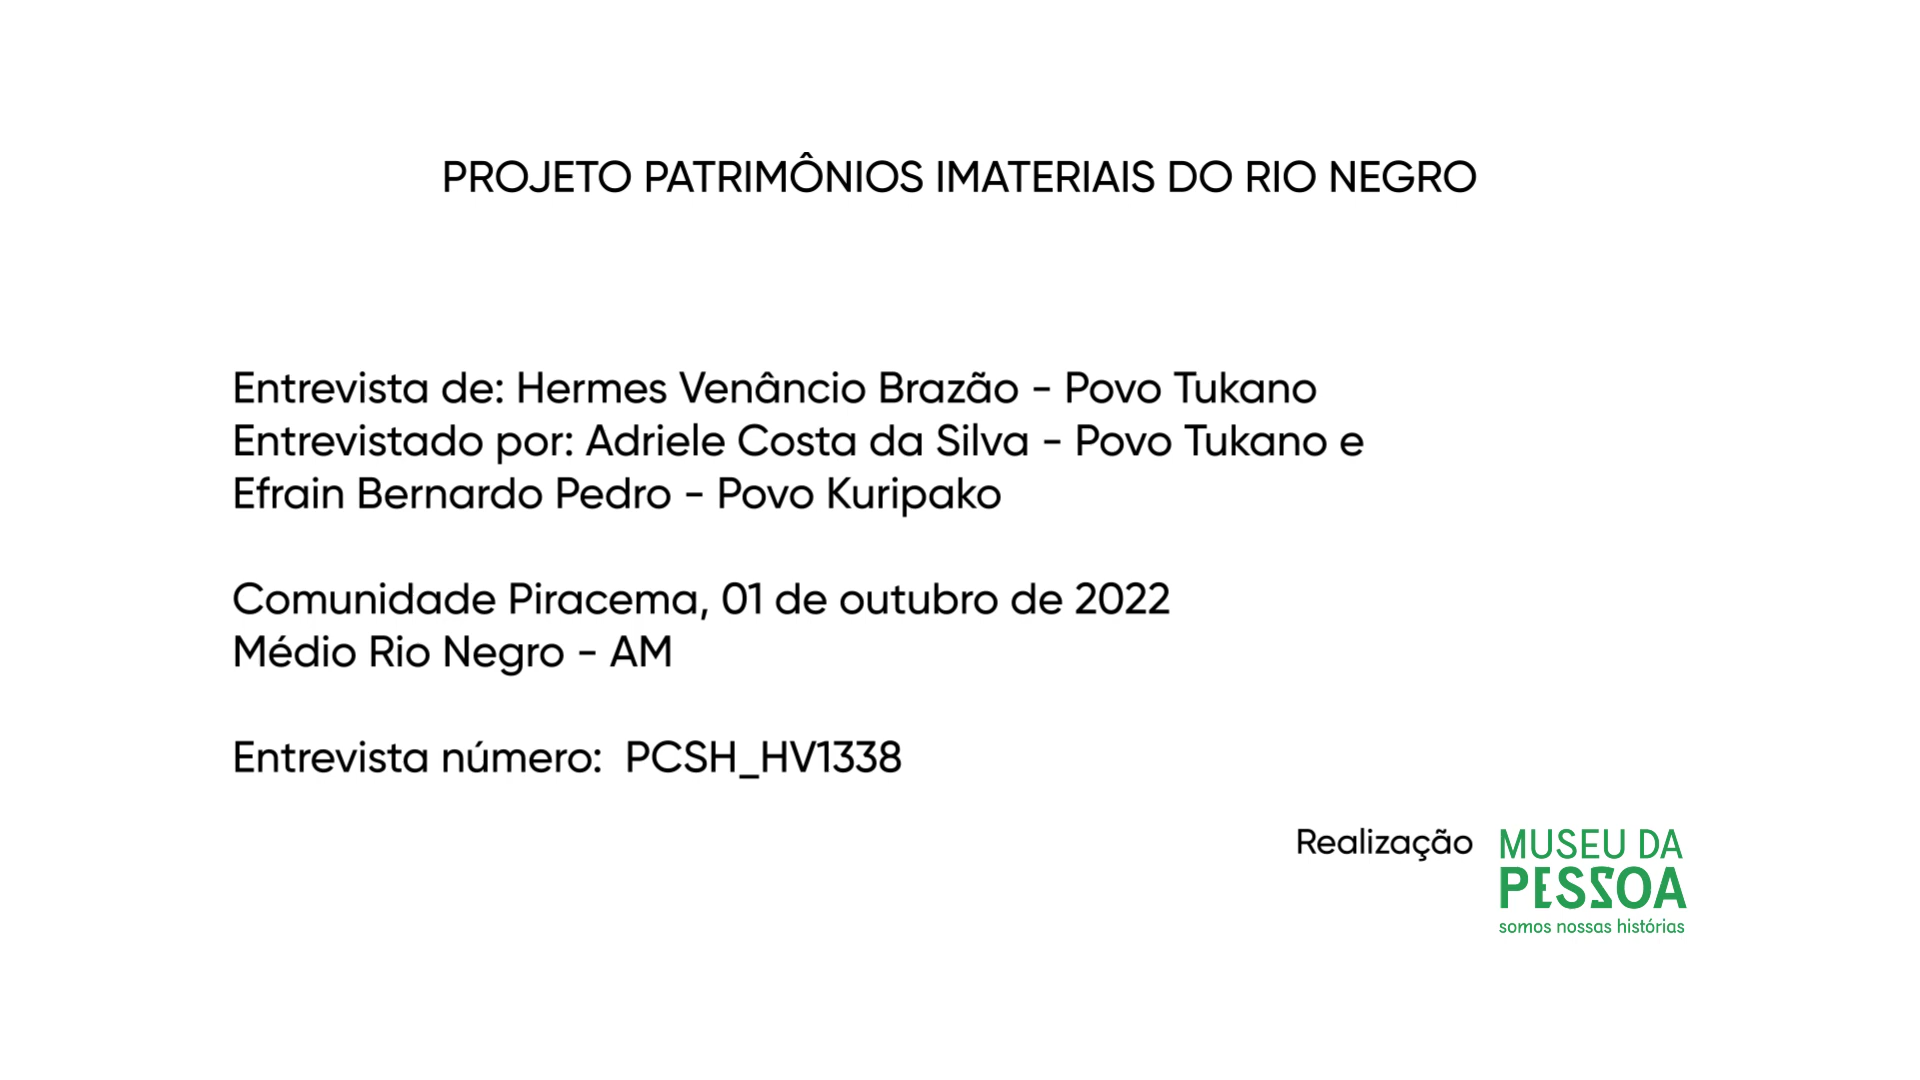 PROJETO PATRIMÔNIOS IMATERIAIS DO RIO NEGRO
Entrevista de: Hermes Venâncio Brazão - Povo Tukano
Entrevistado por: Adriele Costa da Silva - Povo Tukano e
Efrain Bernardo Pedro - Povo Kuripako
Comunidade Piracema, 01 de outubro de 2022
Médio Rio Negro - AM
Entrevista número: PCSH_HV1338
Realização
MUSEU DA
PESSOA
somos nossas histórias